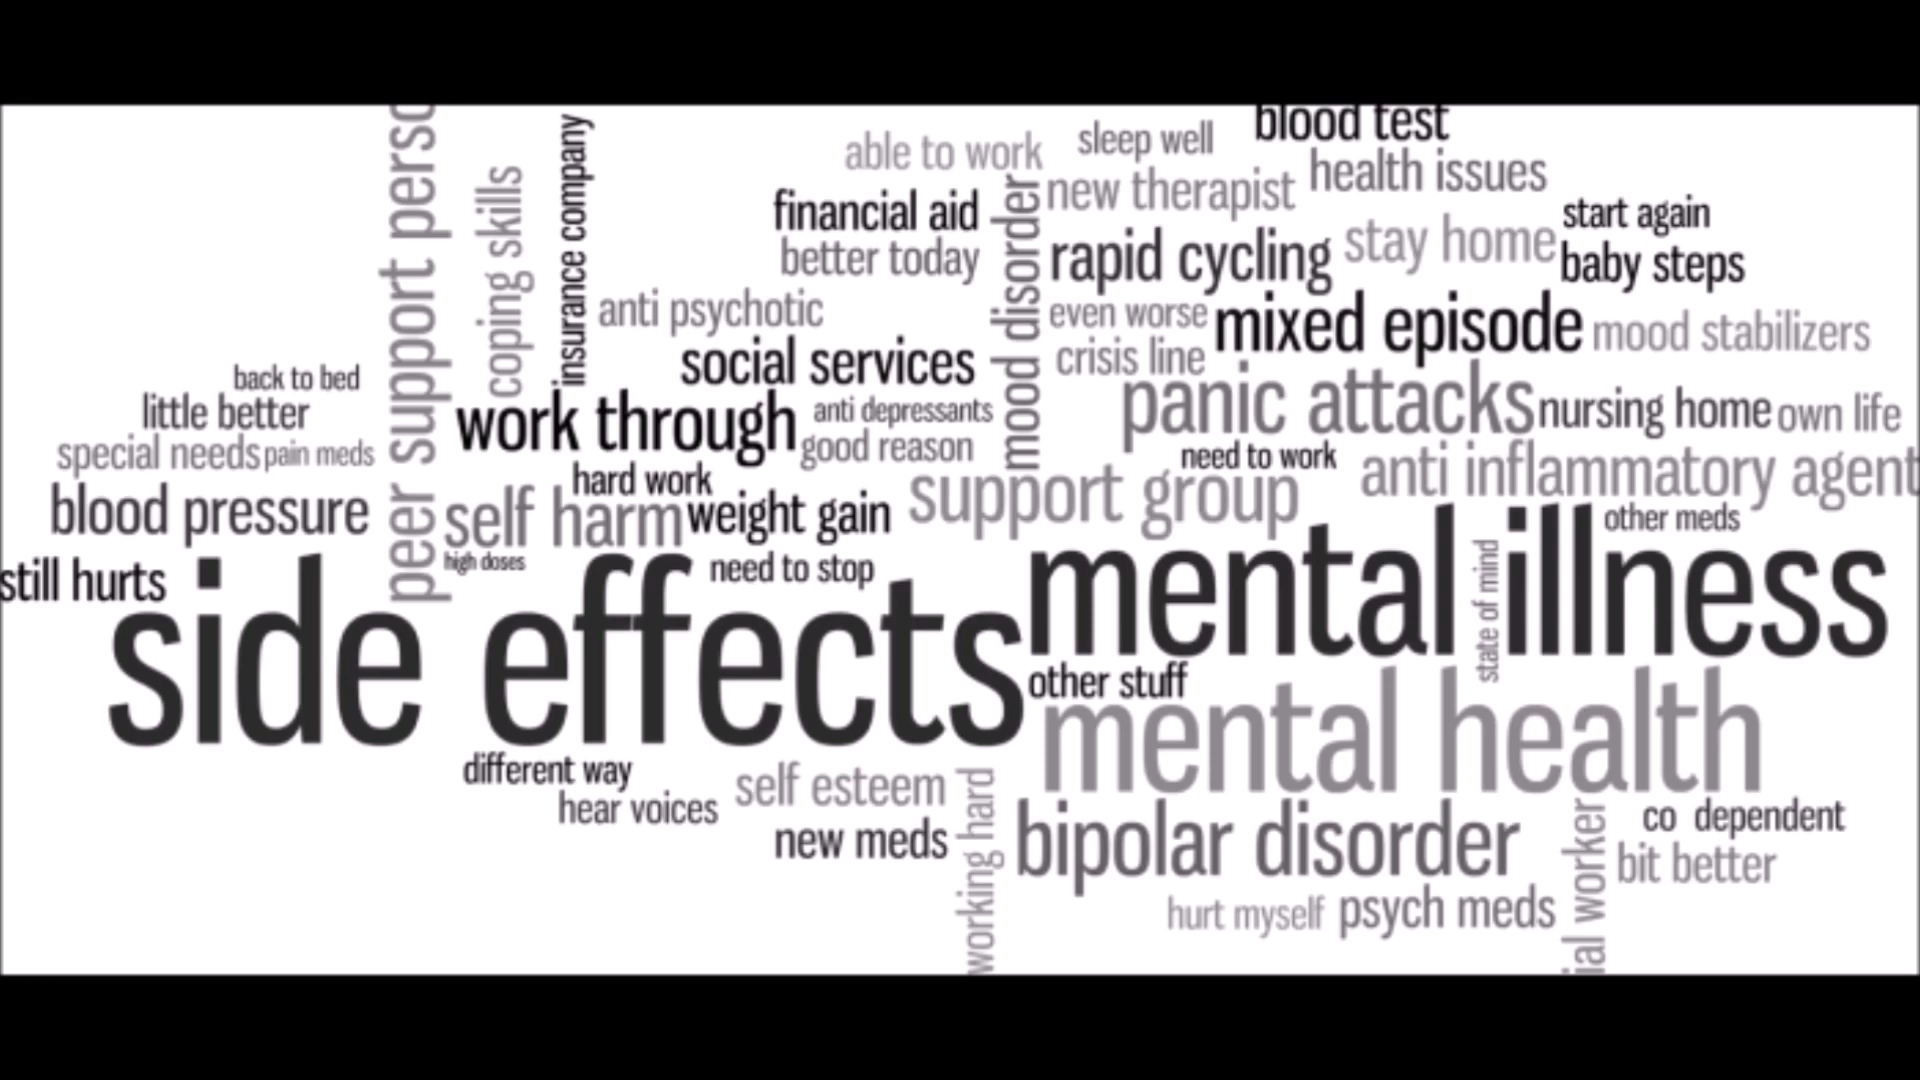 blood test
sleep well
able to work
health issues
new therapist
peer support perso
coping skills
insurance company
financial aid
mood disorder
start again
better today
rapid cycling
stay home
baby steps
anti psychotic
even worse
mixed episode
mood stabilizers
social services
crisis line
back to bed
little better
work through
anti depressants
panic attacks
nursing home
own life
special needs
pain meds
good reason
need to work
anti inflammatory agent
hard work
blood pressure
self harm
weight gain
support group
other meds
high doses
need to stop
still hurts
side effects
mental illness
state of mind
other stuff
mental health
different way
hear voices
self esteem
new meds
working hard
bipolar disorder
ial worker
co dependent
bit better
hurt myself
psych meds